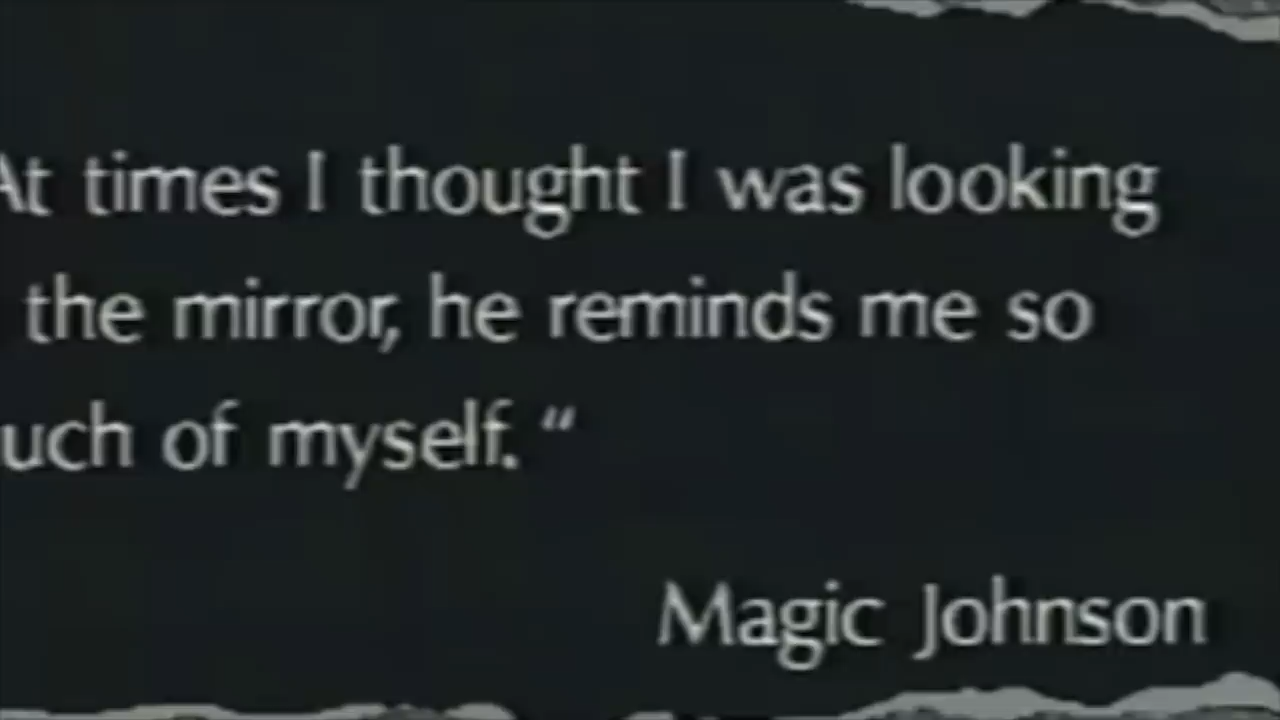 At times I thought I was looking
the mirror, he reminds me so
uch of myself. “
Magic Johnson